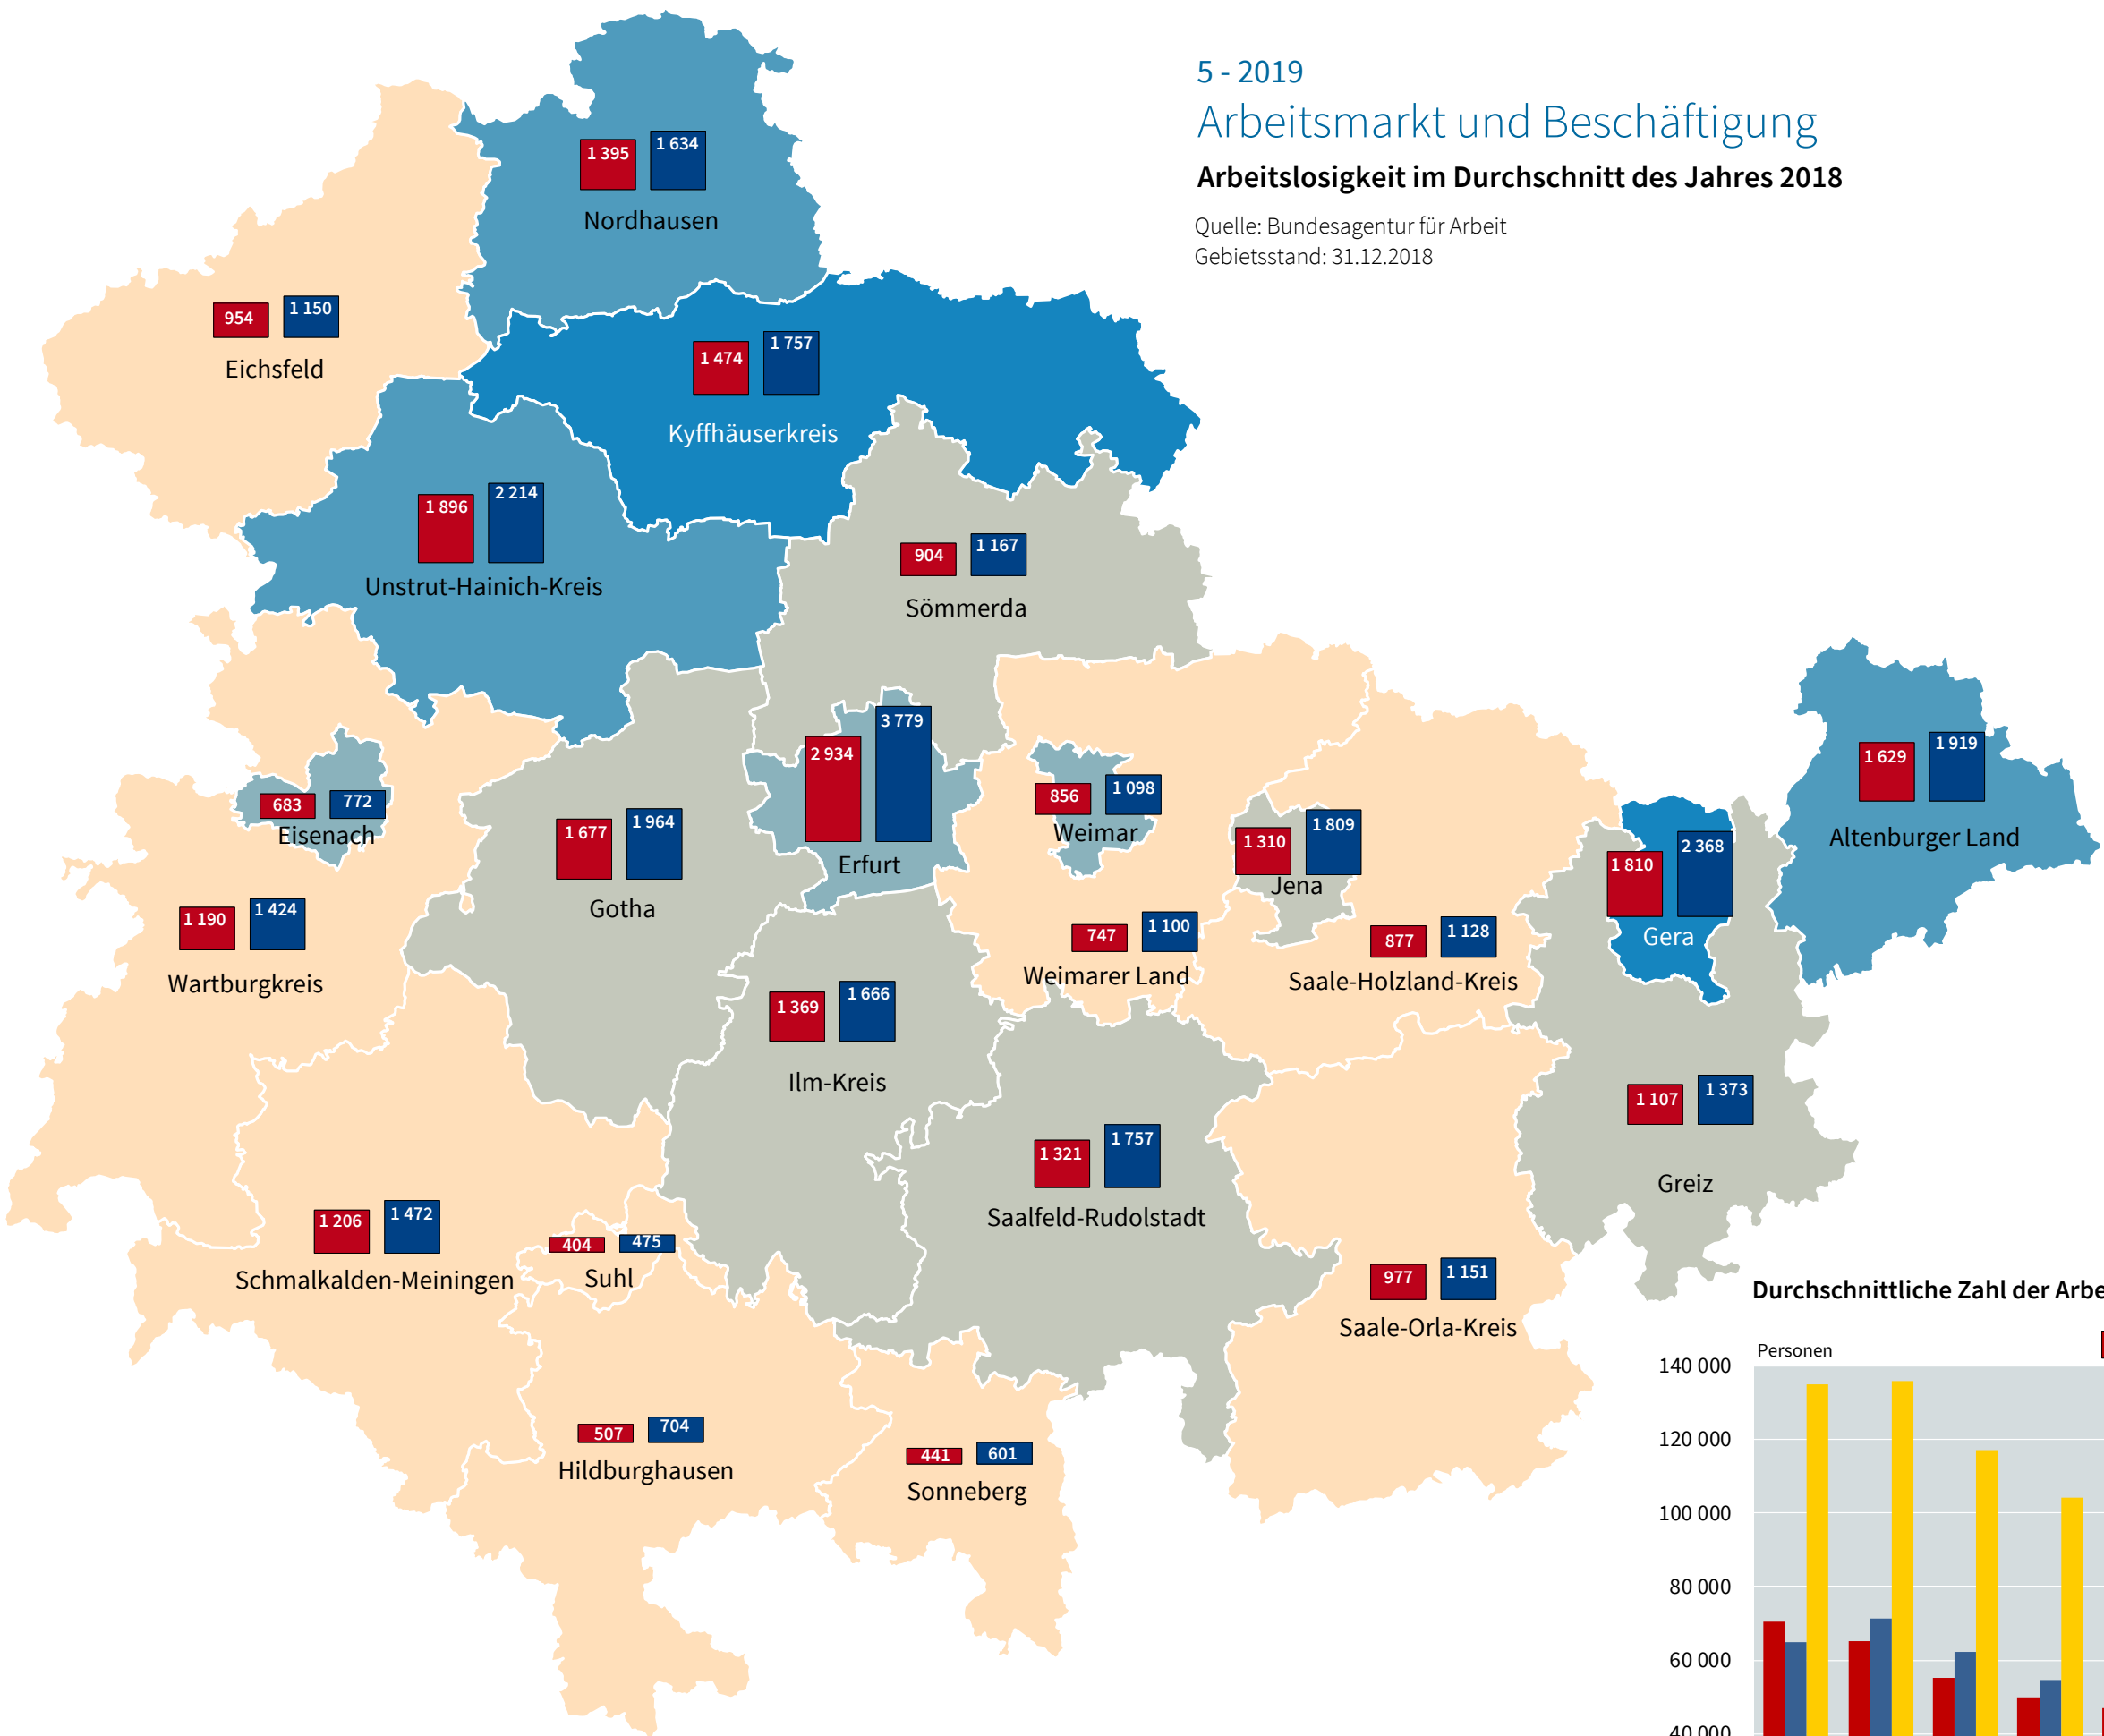 5 - 2019
Arbeitsmarkt und Beschäftigung
Arbeitslosigkeit im Durchschnitt des Jahres 2018
Quelle: Bundesagentur für Arbeit
Gebietsstand: 31.12.2018
1 395 1 634
Nordhausen
954 1 150
Eichsfeld
1 474 1 757
Kyffhäuserkreis
1 896 2 214
Unstrut-Hainich-Kreis
904 1 167
Sömmerda
2 934 3 779
Erfurt
683 772
Eisenach
1 677 1 964
Gotha
856 1 098
Weimar
1 310 1 809
Jena
1 810 2 368
Gera
1 629 1 919
Altenburger Land
1 190 1 424
Wartburgkreis
747 1 100
Weimarer Land
877 1 128
Saale-Holzland-Kreis
1 369 1 666
Ilm-Kreis
1 107 1 373
Greiz
1 321 1 757
Saalfeld-Rudolstadt
1 206 1 472
Schmalkalden-Meiningen
404 475
Suhl
977 1 151
Saale-Orla-Kreis
507 704
Hildburghausen
441 601
Sonneberg
Durchschnittliche Zahl der Arbe
Personen
140 000
120 000
100 000
80 000
60 000
40 000